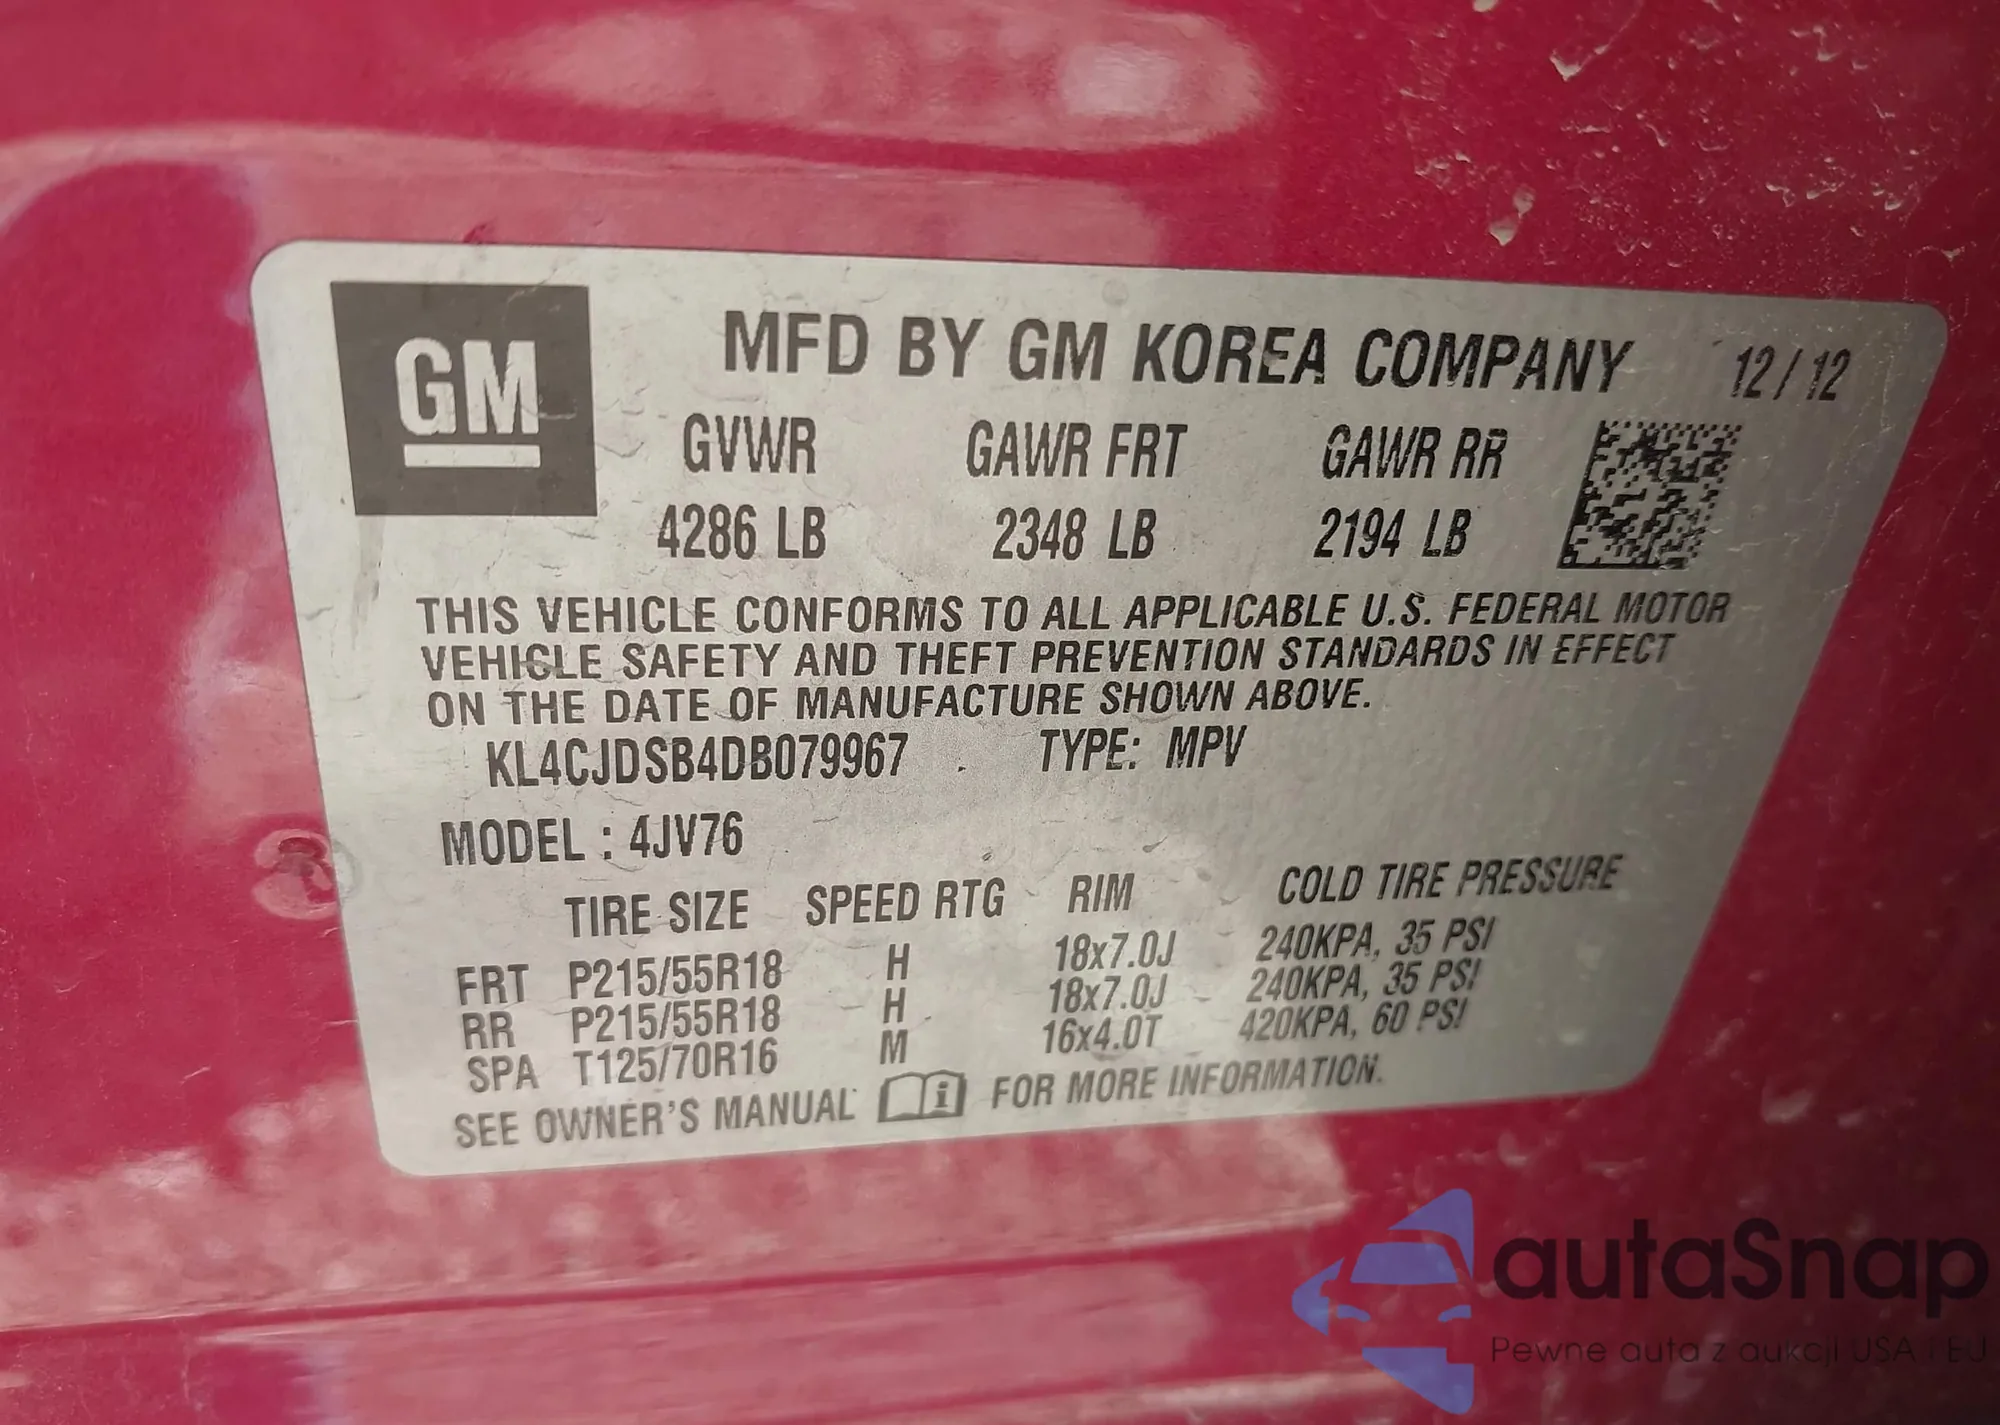 GM
MFD BY GM KOREA COMPANY 12/12
GVWR GAWR FRT GAWR RR
4286 LB 2348 LB 2194 LB
THIS VEHICLE CONFORMS TO ALL APPLICABLE U.S. FEDERAL MOTOR
VEHICLE SAFETY AND THEFT PREVENTION STANDARDS IN EFFECT
ON THE DATE OF MANUFACTURE SHOWN ABOVE.
KL4CJDSB4DB079967 TYPE: MPV
MODEL : 4JV76
TIRE SIZE SPEED RTG RIM COLD TIRE PRESSURE
FRT P215/55R18 H 18x7.0J 240KPA, 35 PSI
RR P215/55R18 H 18x7.0J 240KPA, 35 PSI
SPA T125/70R16 M 16x4.0T 420KPA, 60 PSI
SEE OWNER'S MANUAL i FOR MORE INFORMATION.
autaSnap
Pewne auta z aukcji USA i EU